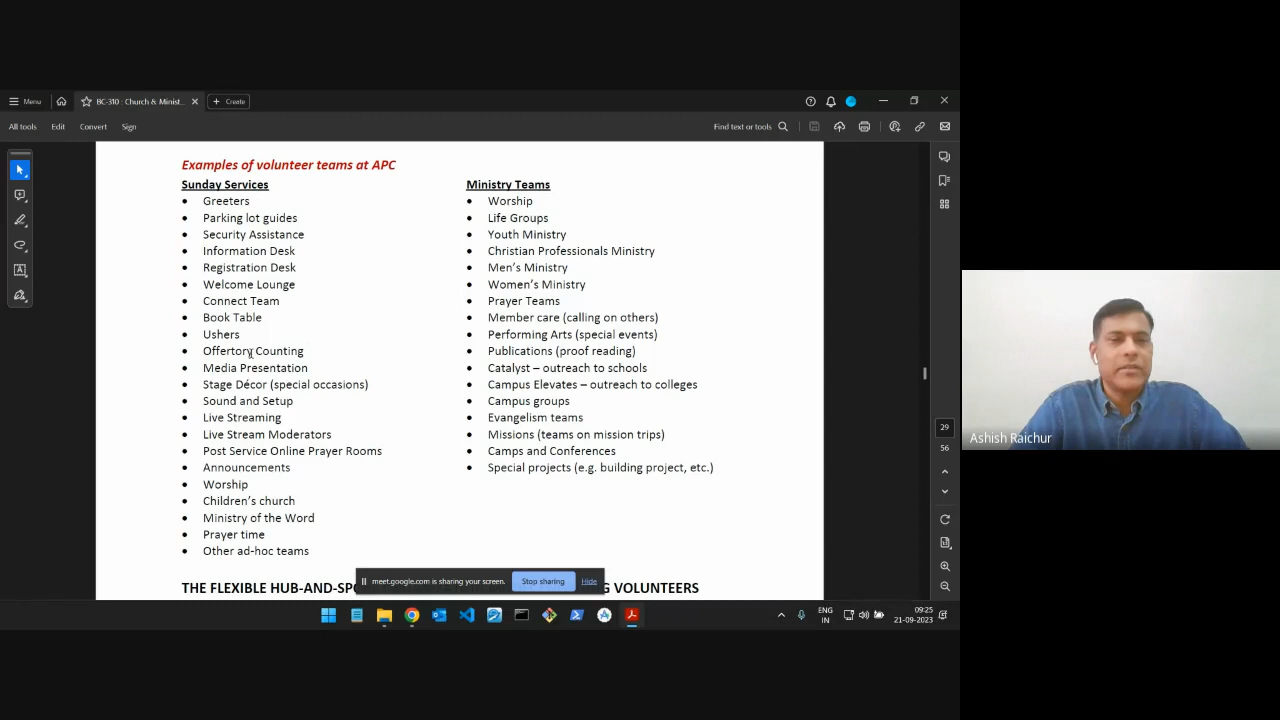 Menu
BC-310 : Church & Minist...
Create
All tools
Edit
Convert
Sign
Find text or tools
Examples of volunteer teams at APC
Sunday Services
• Greeters
• Parking lot guides
• Security Assistance
• Information Desk
• Registration Desk
• Welcome Lounge
• Connect Team
• Book Table
• Ushers
• Offertory Counting
• Media Presentation
• Stage Décor (special occasions)
• Sound and Setup
• Live Streaming
• Live Stream Moderators
• Post Service Online Prayer Rooms
• Announcements
• Worship
• Children’s church
• Ministry of the Word
• Prayer time
• Other ad-hoc teams
Ministry Teams
• Worship
• Life Groups
• Youth Ministry
• Christian Professionals Ministry
• Men’s Ministry
• Women’s Ministry
• Prayer Teams
• Member care (calling on others)
• Performing Arts (special events)
• Publications (proof reading)
• Catalyst – outreach to schools
• Campus Elevates – outreach to colleges
• Campus groups
• Evangelism teams
• Missions (teams on mission trips)
• Camps and Conferences
• Special projects (e.g. building project, etc.)
THE FLEXIBLE HUB-AND-SPO G VOLUNTEERS
meet.google.com is sharing your screen.
Stop sharing
Hide
29
56
ENG
IN
09:25
21-09-2023
Ashish Raichur